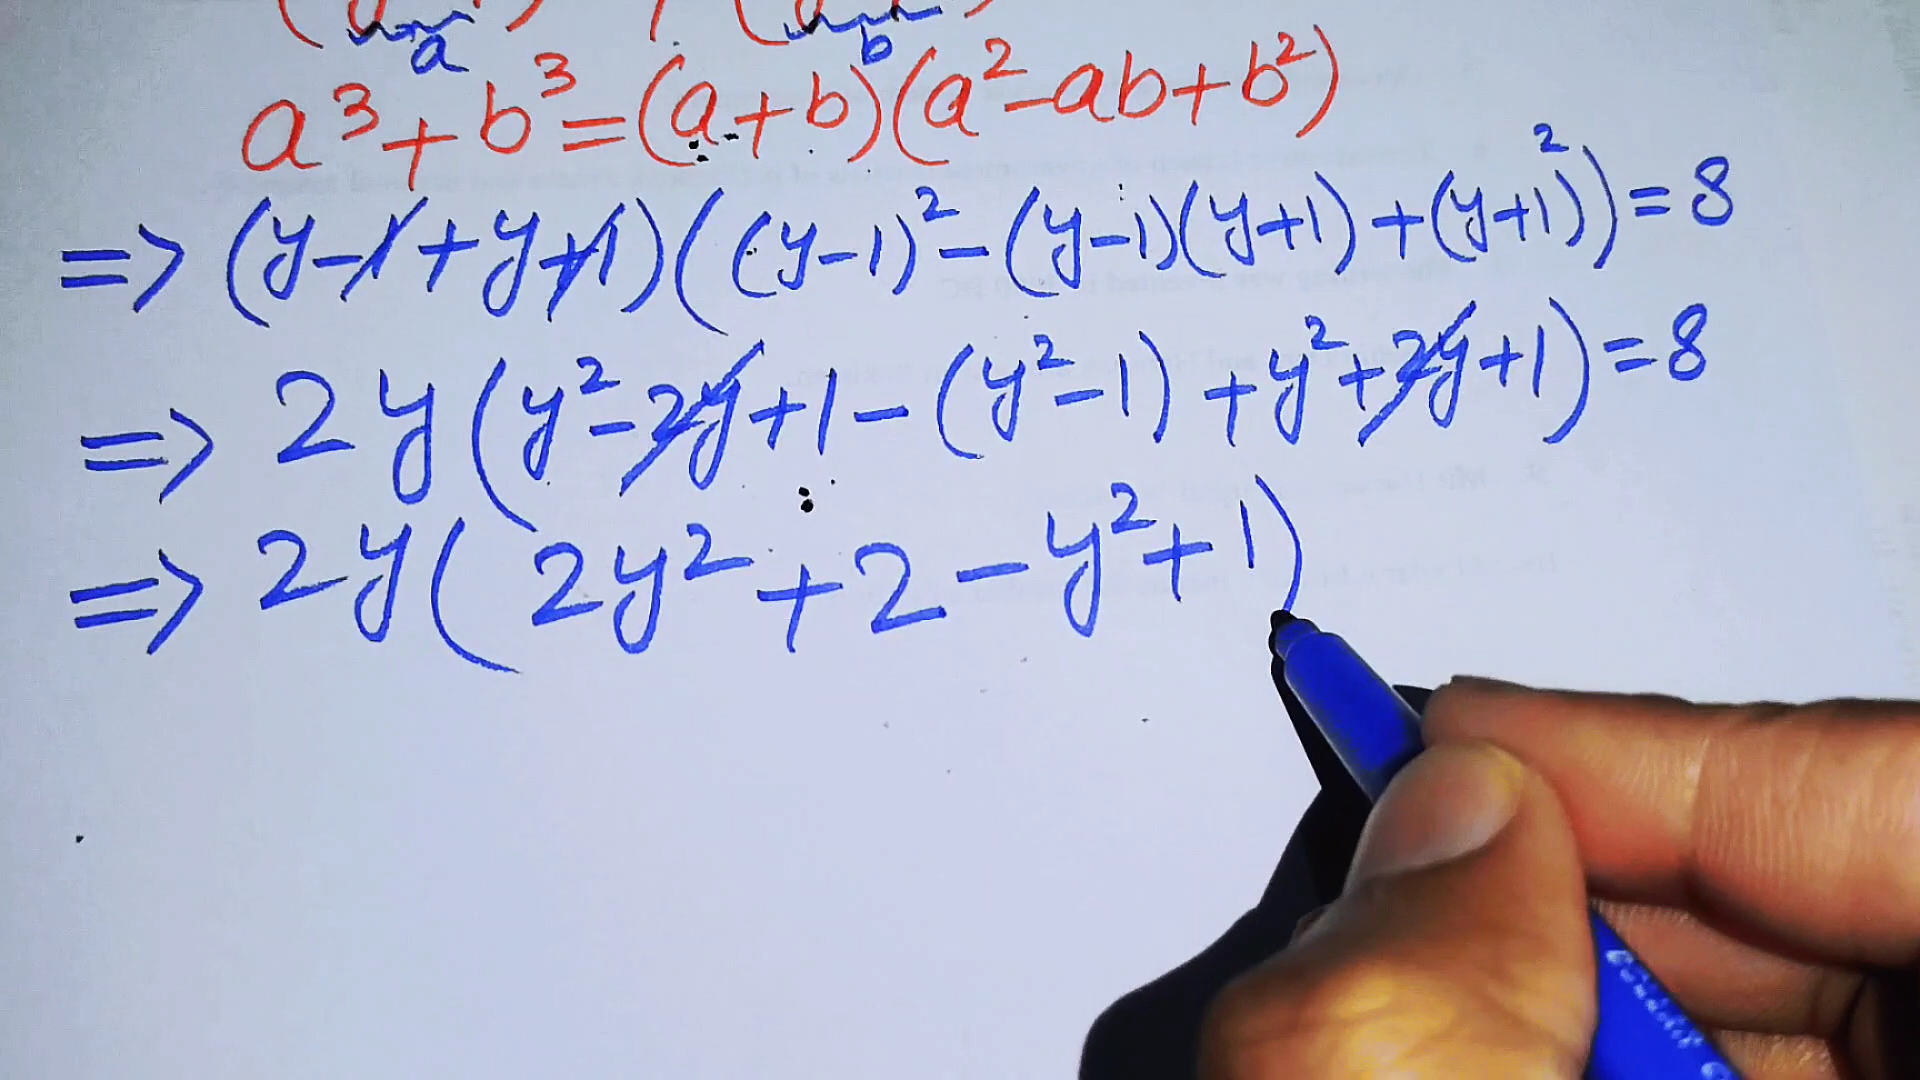 a b
a³+b³=(a+b)(a²-ab+b²)
=> (y-1+y+1)((y-1)²-(y-1)(y+1)+(y+1)²)=8
=> 2y(y²-2y+1-(y²-1)+y²+2y+1)=8
=> 2y(2y²+2-y²+1)